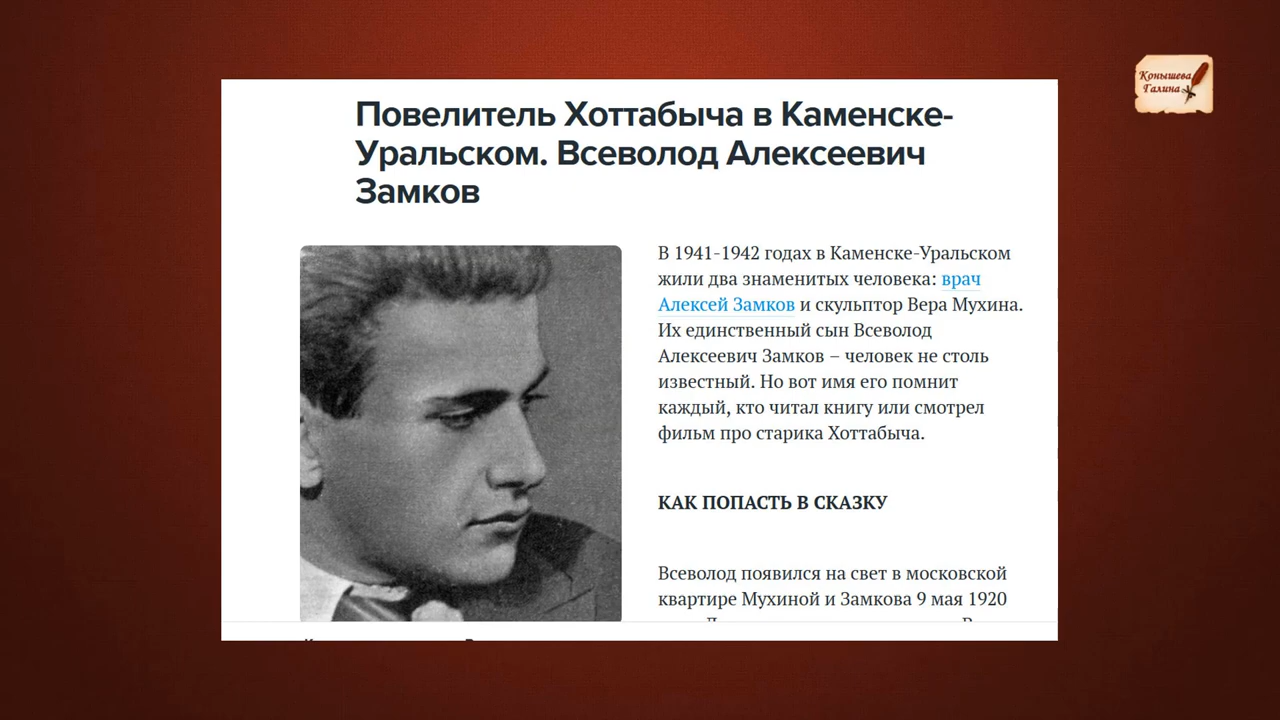 Конышева
Галина
Повелитель Хоттабыча в Каменске-
Уральском. Всеволод Алексеевич
Замков
В 1941-1942 годах в Каменске-Уральском
жили два знаменитых человека: врач
Алексей Замков и скульптор Вера Мухина.
Их единственный сын Всеволод
Алексеевич Замков – человек не столь
известный. Но вот имя его помнит
каждый, кто читал книгу или смотрел
фильм про старика Хоттабыча.
КАК ПОПАСТЬ В СКАЗКУ
Всеволод появился на свет в московской
квартире Мухиной и Замкова 9 мая 1920